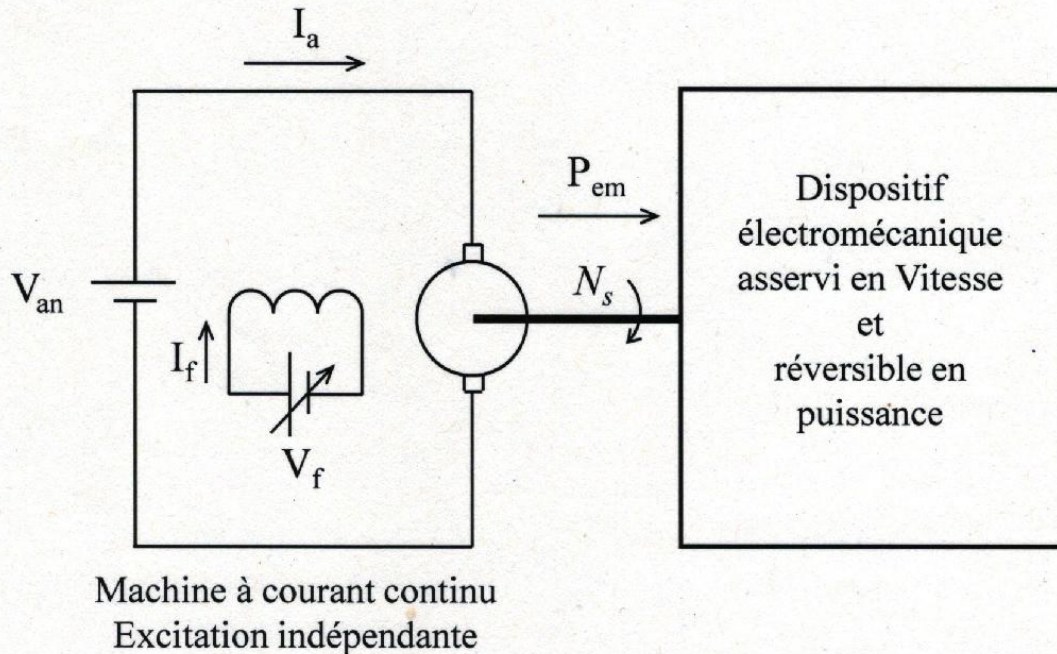 I_a
P_em
V_an
N_s
I_f
V_f
Dispositif
électromécanique
asservi en Vitesse
et
réversible en
puissance
Machine à courant continu
Excitation indépendante